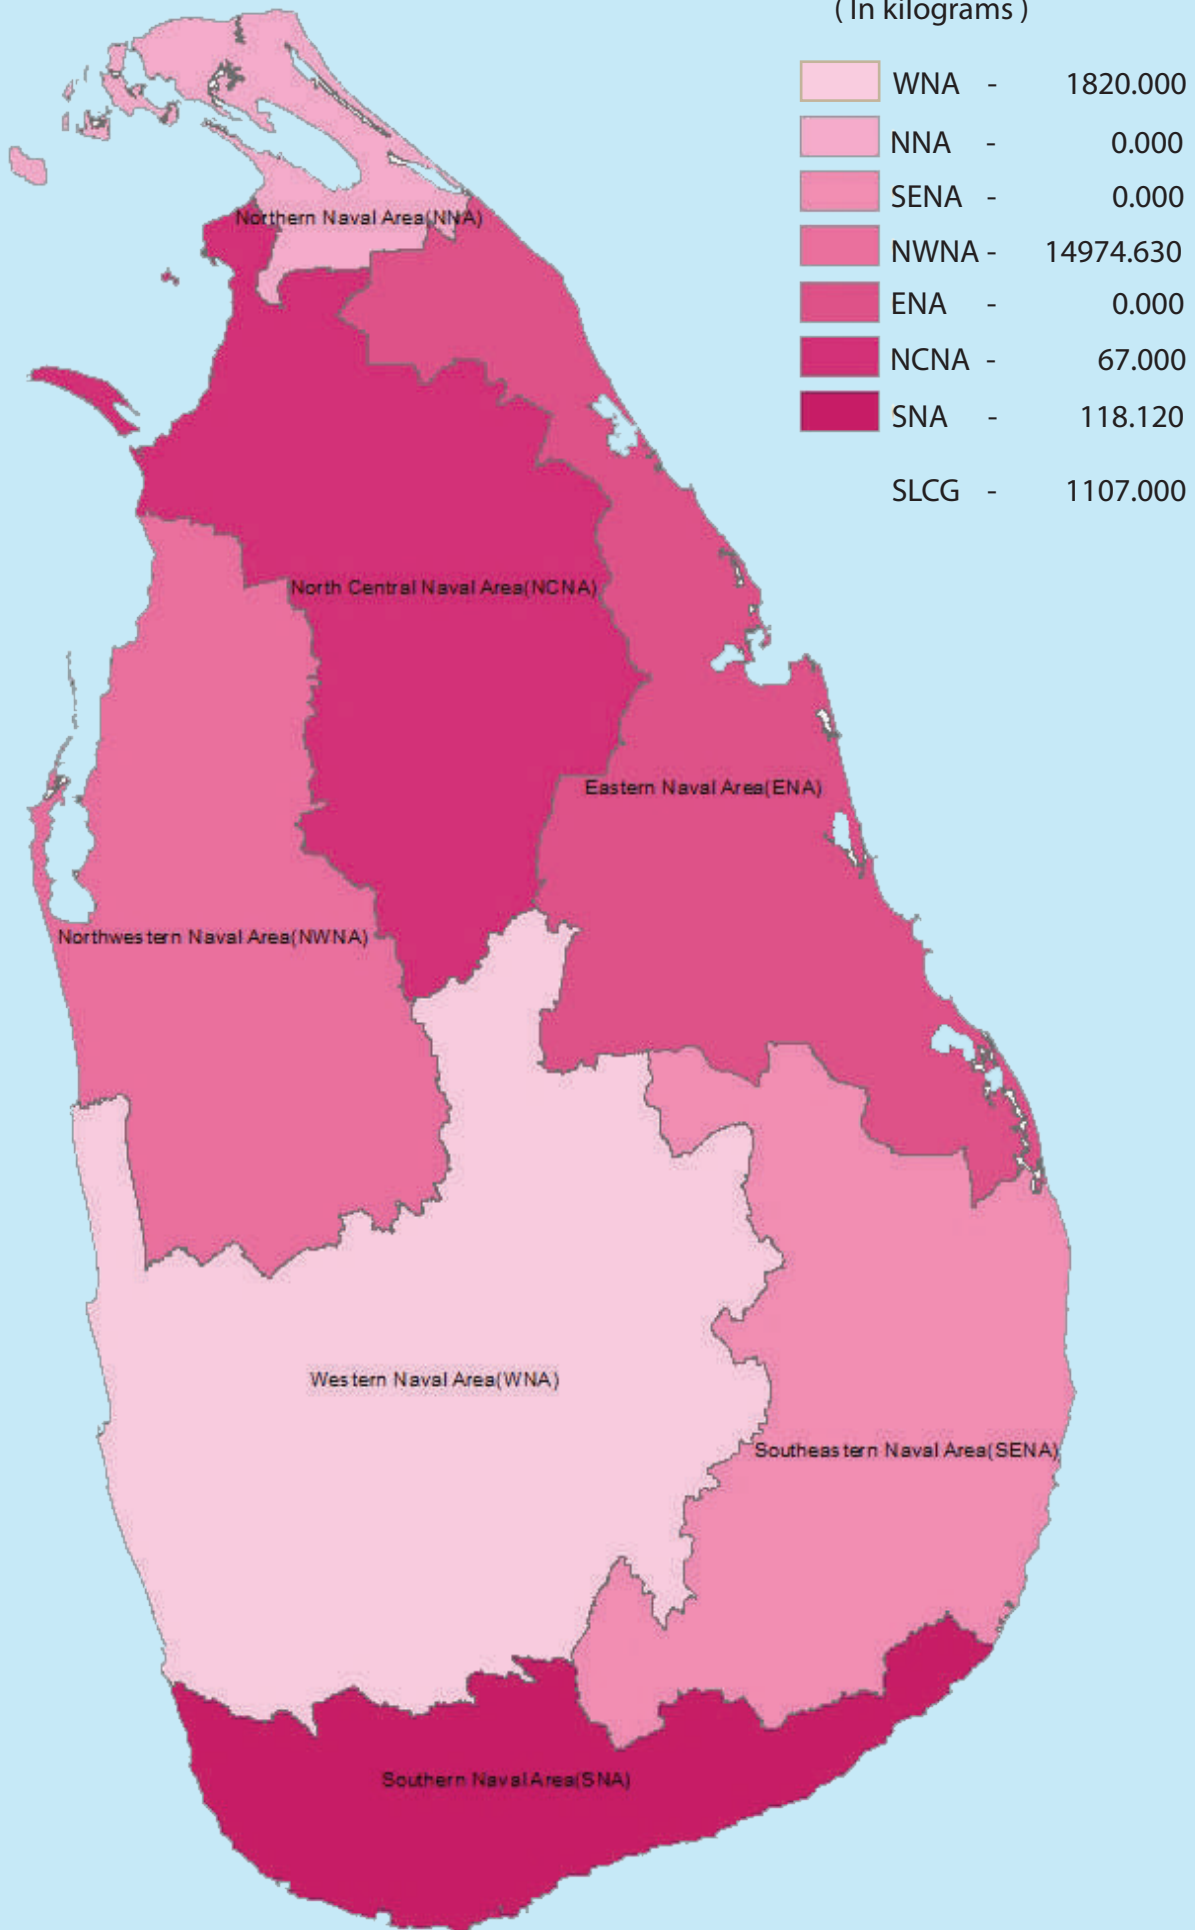 ( In kilograms )
WNA - 1820.000
NNA - 0.000
SENA - 0.000
NWNA - 14974.630
ENA - 0.000
NCNA - 67.000
SNA - 118.120
SLCG - 1107.000
Northern Naval Area(NNA)
North Central Naval Area(NCNA)
Eastern Naval Area(ENA)
Northwestern Naval Area(NWNA)
Western Naval Area(WNA)
Southeastern Naval Area(SENA)
Southern Naval Area(SNA)